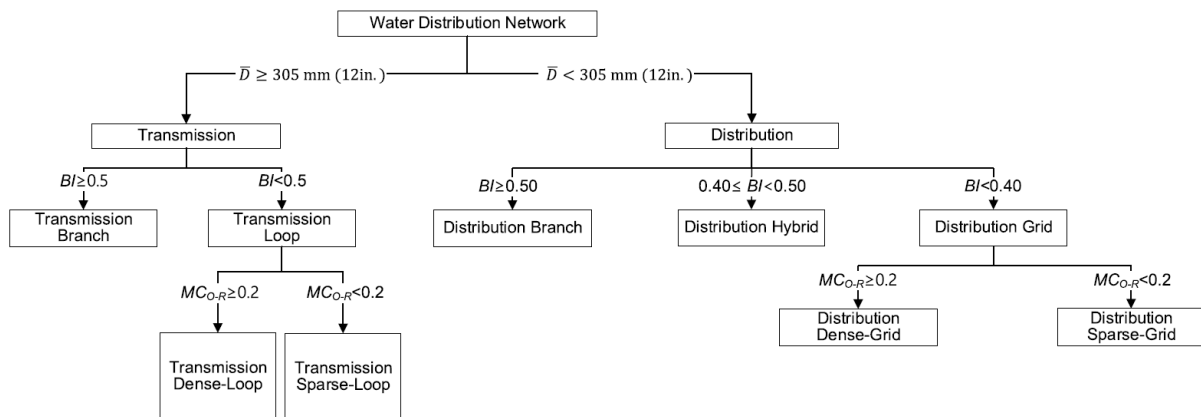 Water Distribution Network
D̅ ≥ 305 mm (12in.)
D̅ < 305 mm (12in.)
Transmission
Distribution
BI≥0.5
BI<0.5
BI≥0.50
0.40≤ BI<0.50
BI<0.40
Transmission
Branch
Transmission
Loop
Distribution Branch
Distribution Hybrid
Distribution Grid
MCO-R≥0.2
MCO-R<0.2
MCO-R≥0.2
MCO-R<0.2
Distribution
Dense-Grid
Distribution
Sparse-Grid
Transmission
Dense-Loop
Transmission
Sparse-Loop